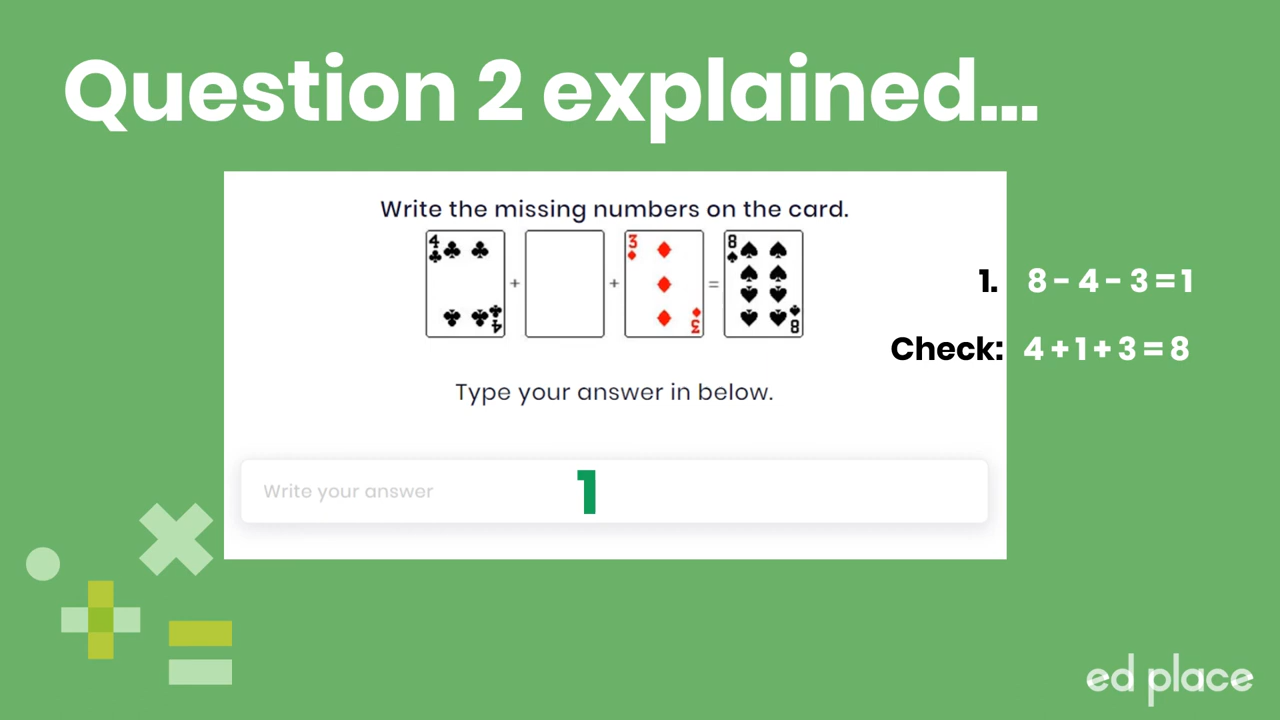 Question 2 explained...
Write the missing numbers on the card.
4 + + 3 = 8
4 3 8
1. 8 - 4 - 3 = 1
Check: 4 + 1 + 3 = 8
Type your answer in below.
Write your answer 1
ed place